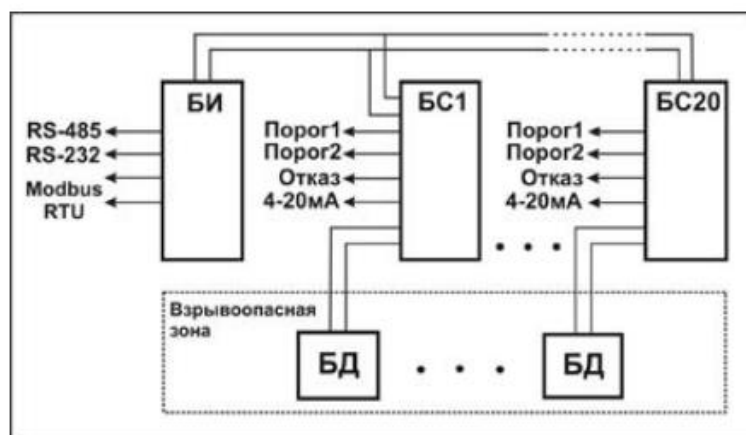 БИ
БС1
БС20
RS-485
RS-232
Modbus
RTU
Порог1
Порог2
Отказ
4-20мА
Порог1
Порог2
Отказ
4-20мА
Взрывоопасная
зона
БД
БД